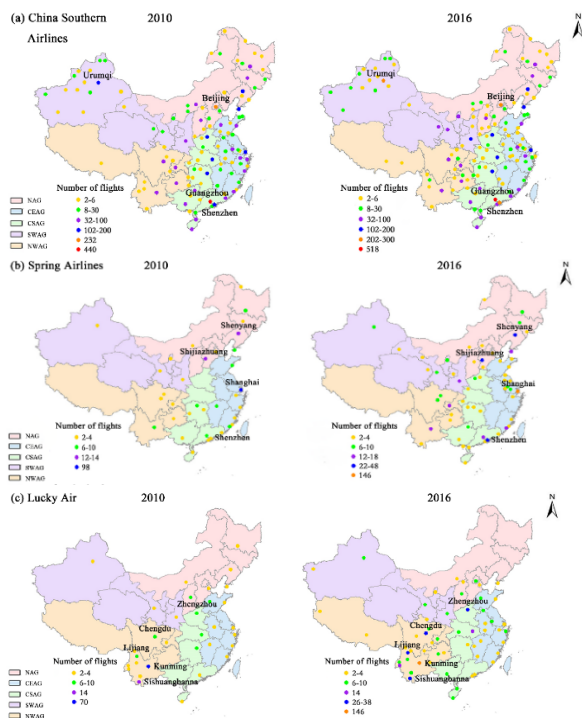 (a) China Southern Airlines
2010
2016
N
Urumqi
Beijing
Guangzhou
Shenzhen
Number of flights
2-6
8-30
32-100
102-200
232
440
NAG
CEAG
CSAG
SWAG
NWAG
Urumqi
Beijing
Guangzhou
Shenzhen
Number of flights
2-6
8-30
32-100
102-200
202-300
518
(b) Spring Airlines
2010
2016
N
Shenyang
Shijiazhuang
Shanghai
Shenzhen
Number of flights
2-4
6-10
12-14
98
NAG
CEAG
CSAG
SWAG
NWAG
Shenyang
Shijiazhuang
Shanghai
Shenzhen
Number of flights
2-4
6-10
12-18
22-48
146
(c) Lucky Air
2010
2016
N
Zhengzhou
Chengdu
Lijiang
Kunming
Sishuangbanna
Number of flights
2-4
6-10
14
70
NAG
CEAG
CSAG
SWAG
NWAG
Zhengzhou
Chengdu
Lijiang
Kunming
Sishuangbanna
Number of flights
2-4
6-10
14
26-38
146